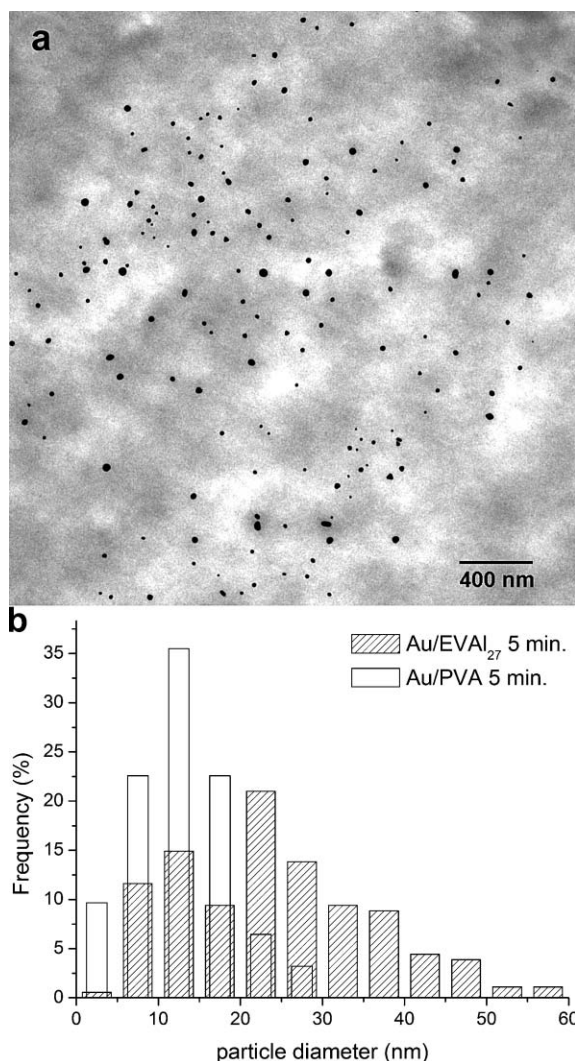 a
400 nm
b
Au/EVAl₂₇ 5 min.
Au/PVA 5 min.
Frequency (%)
35
30
25
20
15
10
5
0
0 10 20 30 40 50 60
particle diameter (nm)